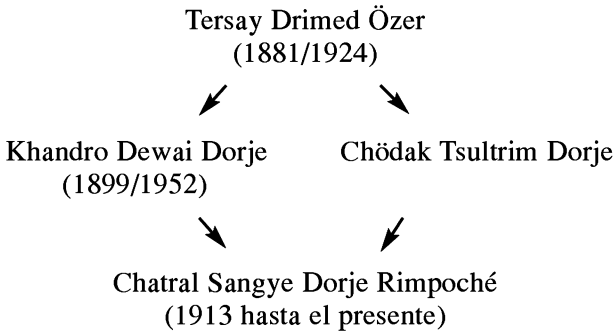 Tersay Drimed Özer
(1881/1924)
Khandro Dewai Dorje
(1899/1952)
Chödak Tsultrim Dorje
Chatral Sangye Dorje Rimpoché
(1913 hasta el presente)